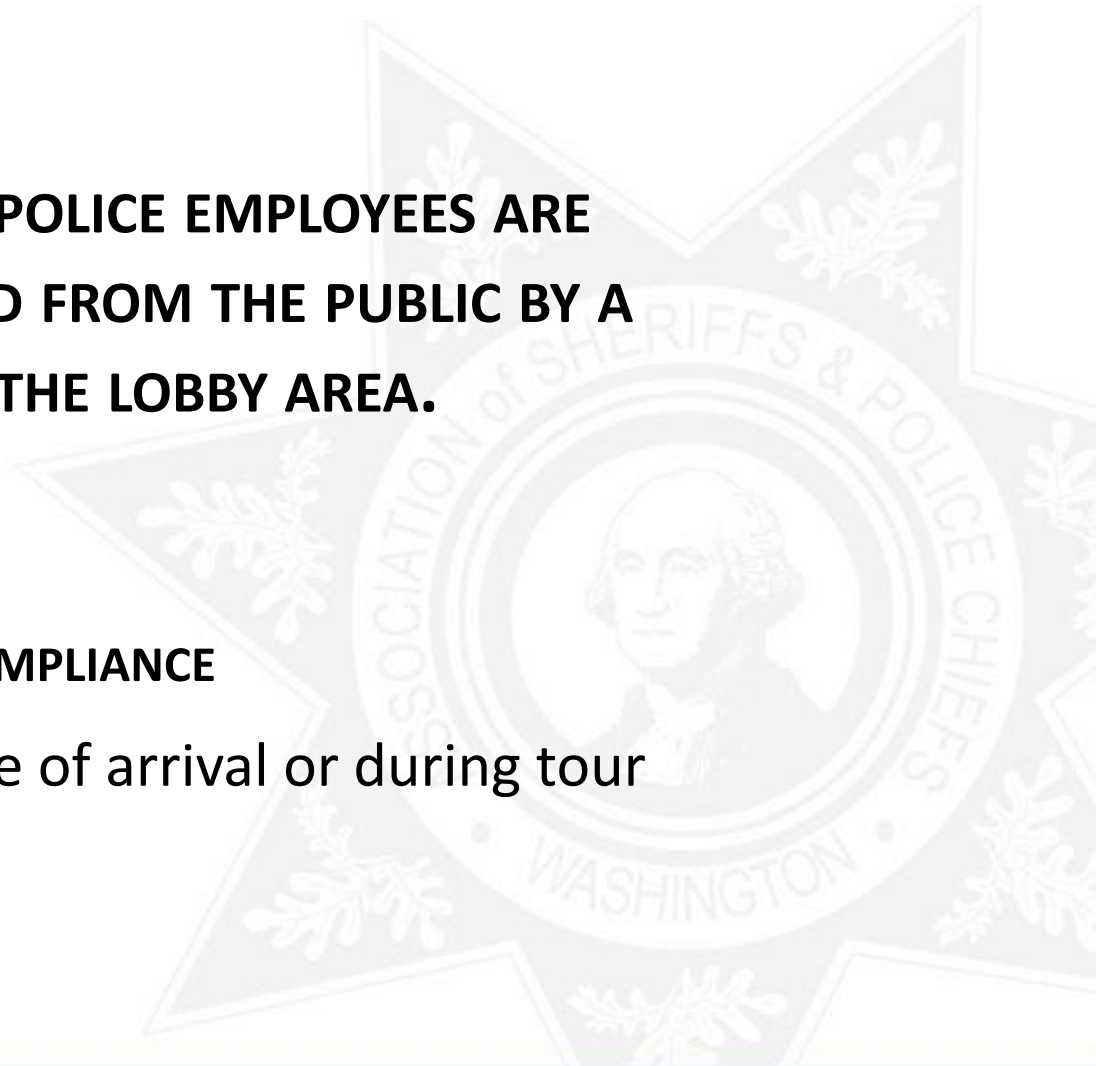 POLICE EMPLOYEES ARE
D FROM THE PUBLIC BY A
THE LOBBY AREA.
MPLIANCE
e of arrival or during tour
ASSOCIATION of SHERIFFS & POLICE CHIEFS
• WASHINGTON •